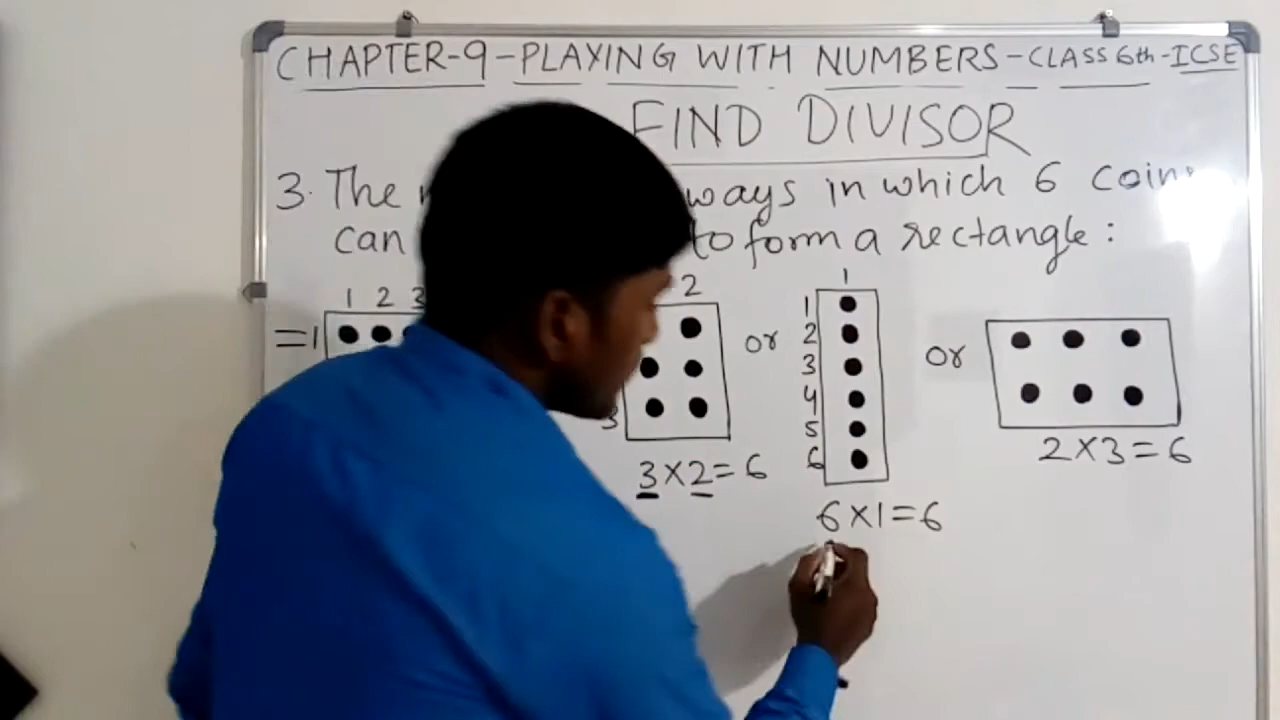 CHAPTER-9-PLAYING WITH NUMBERS-CLASS 6th-ICSE
FIND DIVISOR
3. The ways in which 6 coins
can to form a rectangle:
1 2 3
=1
2
3
3×2=6
or
1
1
2
3
4
5
6
6×1=6
or
2×3=6